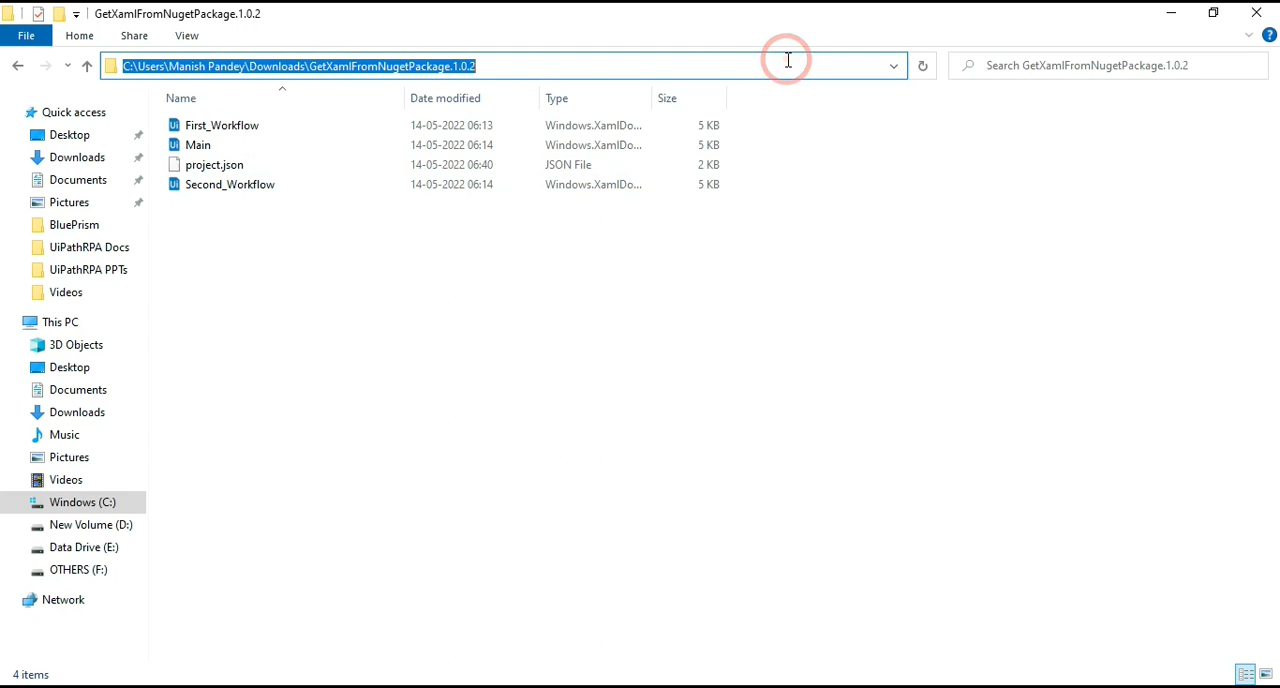 GetXamlFromNugetPackage.1.0.2
File
Home
Share
View
C:\Users\Manish Pandey\Downloads\GetXamlFromNugetPackage.1.0.2
Search GetXamlFromNugetPackage.1.0.2
Name
Date modified
Type
Size
First_Workflow
14-05-2022 06:13
Windows.XamlDo...
5 KB
Main
14-05-2022 06:14
Windows.XamlDo...
5 KB
project.json
14-05-2022 06:40
JSON File
2 KB
Second_Workflow
14-05-2022 06:14
Windows.XamlDo...
5 KB
Quick access
Desktop
Downloads
Documents
Pictures
BluePrism
UiPathRPA Docs
UiPathRPA PPTs
Videos
This PC
3D Objects
Desktop
Documents
Downloads
Music
Pictures
Videos
Windows (C:)
New Volume (D:)
Data Drive (E:)
OTHERS (F:)
Network
4 items